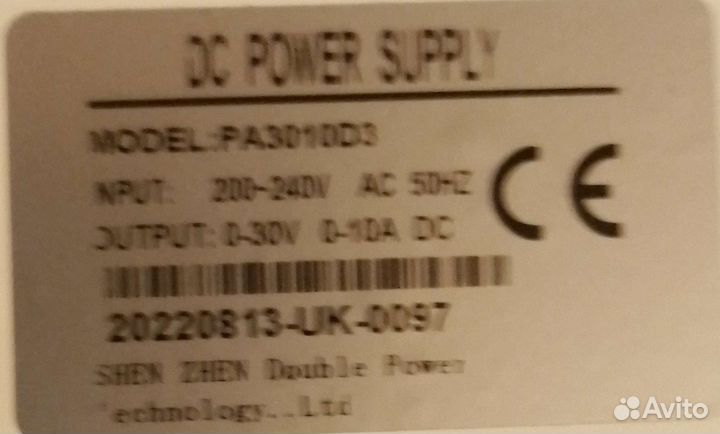 DC POWER SUPPLY
MODEL:PA3010D3
INPUT: 200-240V AC 50HZ
OUTPUT: 0-30V 0-10A DC
CE
20220813-UK-0097
SHEN ZHEN Double Power
Technology.,Ltd
Avito